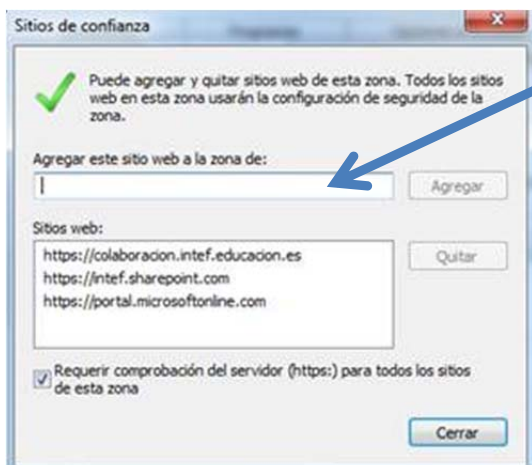 Sitios de confianza
Puede agregar y quitar sitios web de esta zona. Todos los sitios
web en esta zona usarán la configuración de seguridad de la
zona.
Agregar este sitio web a la zona de:
Agregar
Sitios web:
https://colaboracion.intef.educacion.es
https://intef.sharepoint.com
https://portal.microsoftonline.com
Quitar
Requerir comprobación del servidor (https:) para todos los sitios
de esta zona
Cerrar